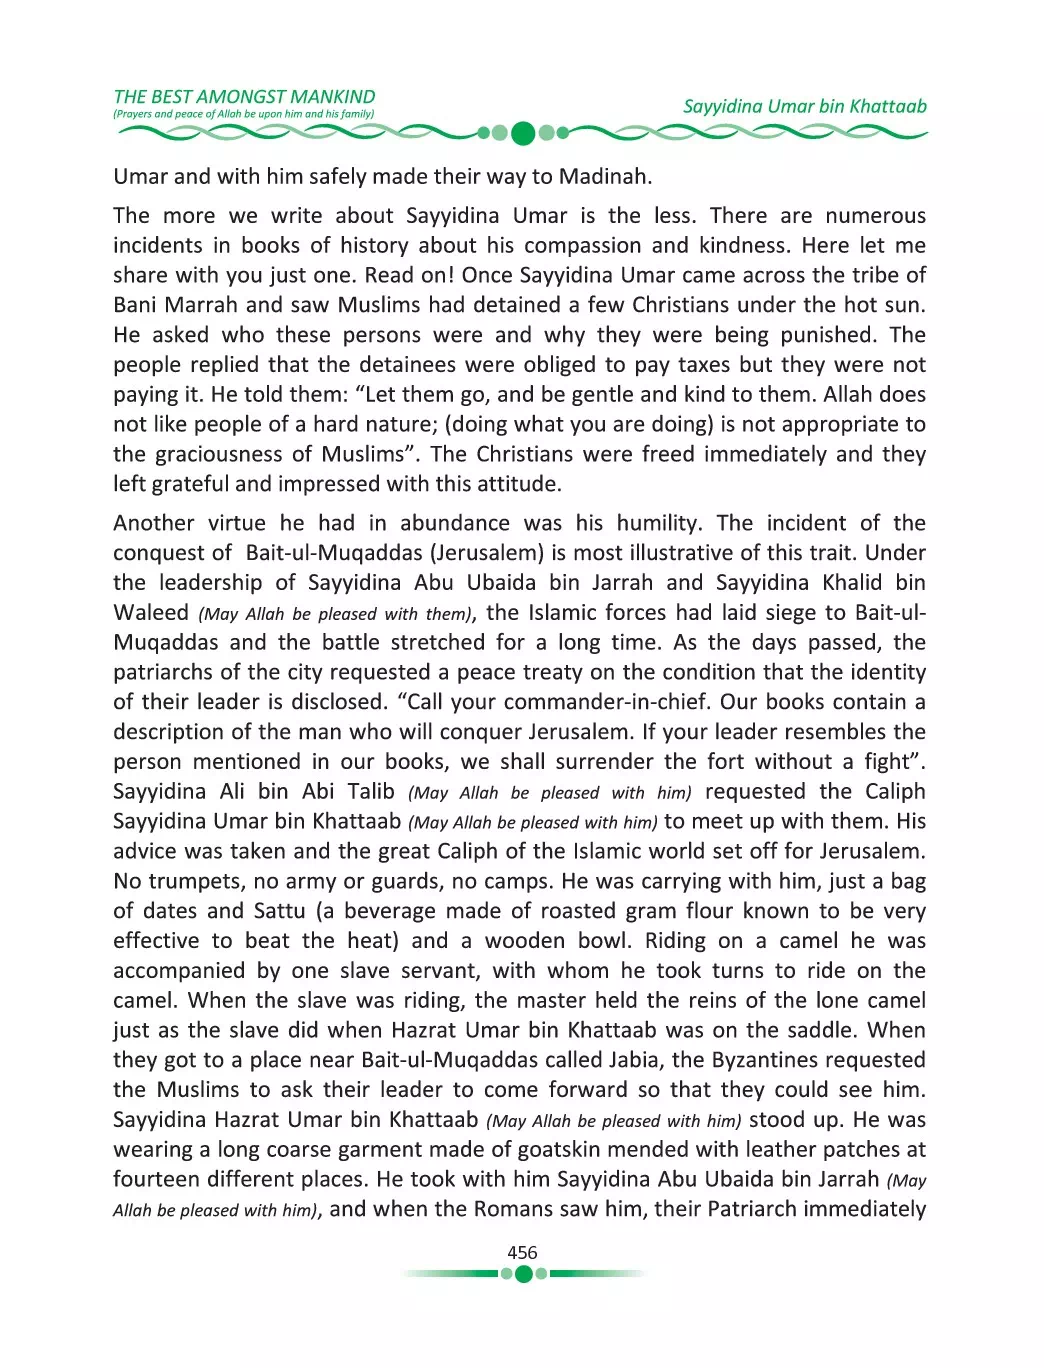 THE BEST AMONGST MANKIND
(Prayers and peace of Allah be upon him and his family)
Sayyidina Umar bin Khattaab
Umar and with him safely made their way to Madinah.
The more we write about Sayyidina Umar is the less. There are numerous
incidents in books of history about his compassion and kindness. Here let me
share with you just one. Read on! Once Sayyidina Umar came across the tribe of
Bani Marrah and saw Muslims had detained a few Christians under the hot sun.
He asked who these persons were and why they were being punished. The
people replied that the detainees were obliged to pay taxes but they were not
paying it. He told them: “Let them go, and be gentle and kind to them. Allah does
not like people of a hard nature; (doing what you are doing) is not appropriate to
the graciousness of Muslims”. The Christians were freed immediately and they
left grateful and impressed with this attitude.
Another virtue he had in abundance was his humility. The incident of the
conquest of Bait-ul-Muqaddas (Jerusalem) is most illustrative of this trait. Under
the leadership of Sayyidina Abu Ubaida bin Jarrah and Sayyidina Khalid bin
Waleed (May Allah be pleased with them), the Islamic forces had laid siege to Bait-ul-
Muqaddas and the battle stretched for a long time. As the days passed, the
patriarchs of the city requested a peace treaty on the condition that the identity
of their leader is disclosed. “Call your commander-in-chief. Our books contain a
description of the man who will conquer Jerusalem. If your leader resembles the
person mentioned in our books, we shall surrender the fort without a fight”.
Sayyidina Ali bin Abi Talib (May Allah be pleased with him) requested the Caliph
Sayyidina Umar bin Khattaab (May Allah be pleased with him) to meet up with them. His
advice was taken and the great Caliph of the Islamic world set off for Jerusalem.
No trumpets, no army or guards, no camps. He was carrying with him, just a bag
of dates and Sattu (a beverage made of roasted gram flour known to be very
effective to beat the heat) and a wooden bowl. Riding on a camel he was
accompanied by one slave servant, with whom he took turns to ride on the
camel. When the slave was riding, the master held the reins of the lone camel
just as the slave did when Hazrat Umar bin Khattaab was on the saddle. When
they got to a place near Bait-ul-Muqaddas called Jabia, the Byzantines requested
the Muslims to ask their leader to come forward so that they could see him.
Sayyidina Hazrat Umar bin Khattaab (May Allah be pleased with him) stood up. He was
wearing a long coarse garment made of goatskin mended with leather patches at
fourteen different places. He took with him Sayyidina Abu Ubaida bin Jarrah (May
Allah be pleased with him), and when the Romans saw him, their Patriarch immediately
456